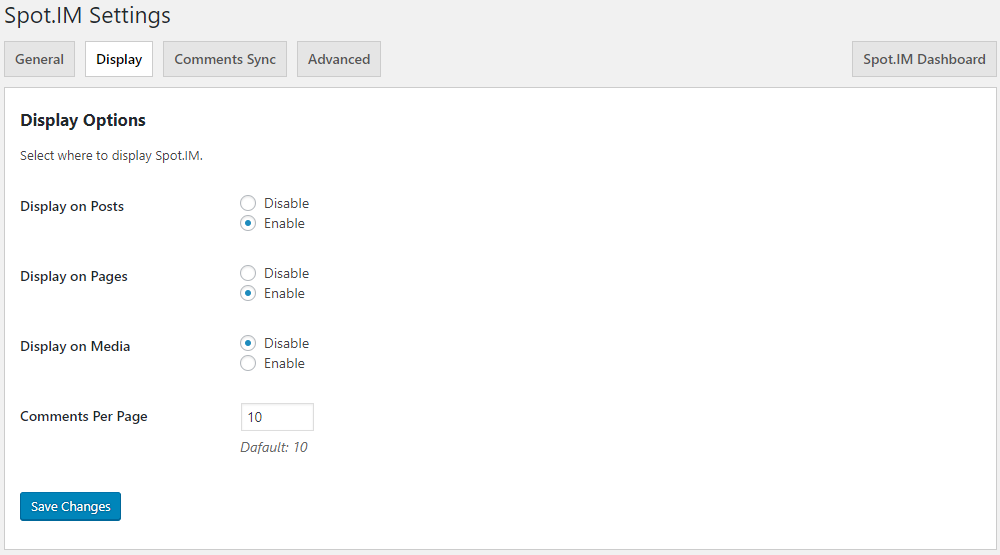 Spot.IM Settings
General Display Comments Sync Advanced Spot.IM Dashboard
Display Options
Select where to display Spot.IM.
Display on Posts Disable
Enable
Display on Pages Disable
Enable
Display on Media Disable
Enable
Comments Per Page 10
Dafault: 10
Save Changes